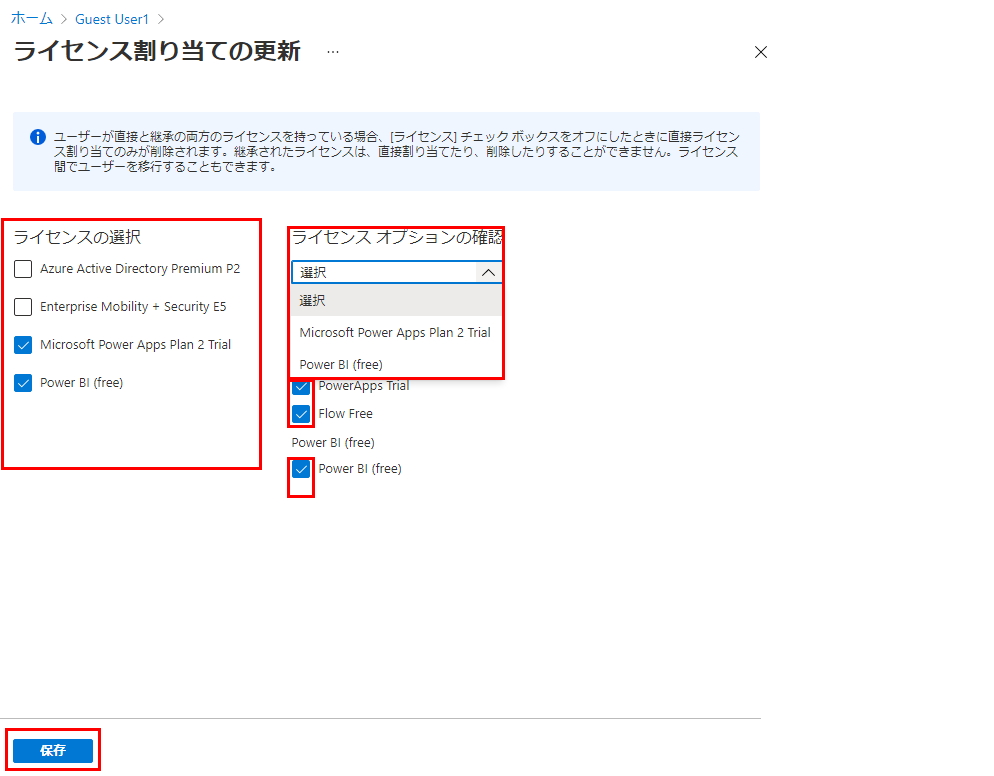 ホーム > Guest User1 >
ライセンス割り当ての更新 ...
ユーザーが直接と継承の両方のライセンスを持っている場合、[ライセンス] チェック ボックスをオフにしたときに直接ライセン
ス割り当てのみが削除されます。継承されたライセンスは、直接割り当てたり、削除したりすることができません。ライセンス
間でユーザーを移行することもできます。
ライセンスの選択
Azure Active Directory Premium P2
Enterprise Mobility + Security E5
Microsoft Power Apps Plan 2 Trial
Power BI (free)
ライセンス オプションの確認
選択
選択
Microsoft Power Apps Plan 2 Trial
Power BI (free)
PowerApps Trial
Flow Free
Power BI (free)
Power BI (free)
保存